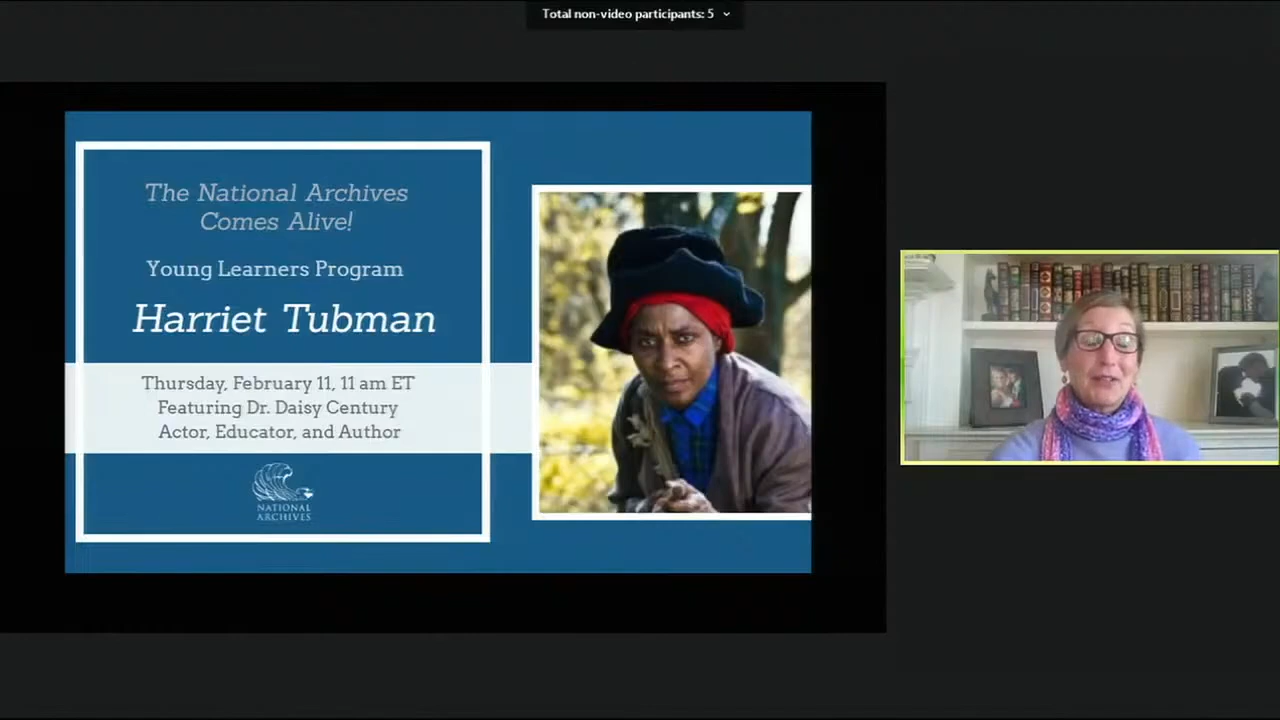 Total non-video participants: 5
The National Archives
Comes Alive!
Young Learners Program
Harriet Tubman
Thursday, February 11, 11 am ET
Featuring Dr. Daisy Century
Actor, Educator, and Author
NATIONAL
ARCHIVES